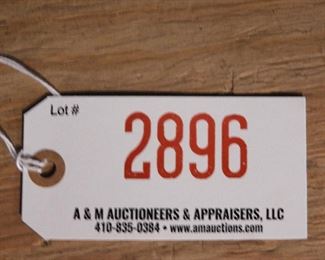 Lot #
2896
A & M AUCTIONEERS & APPRAISERS, LLC
410-835-0384 • www.amauctions.com